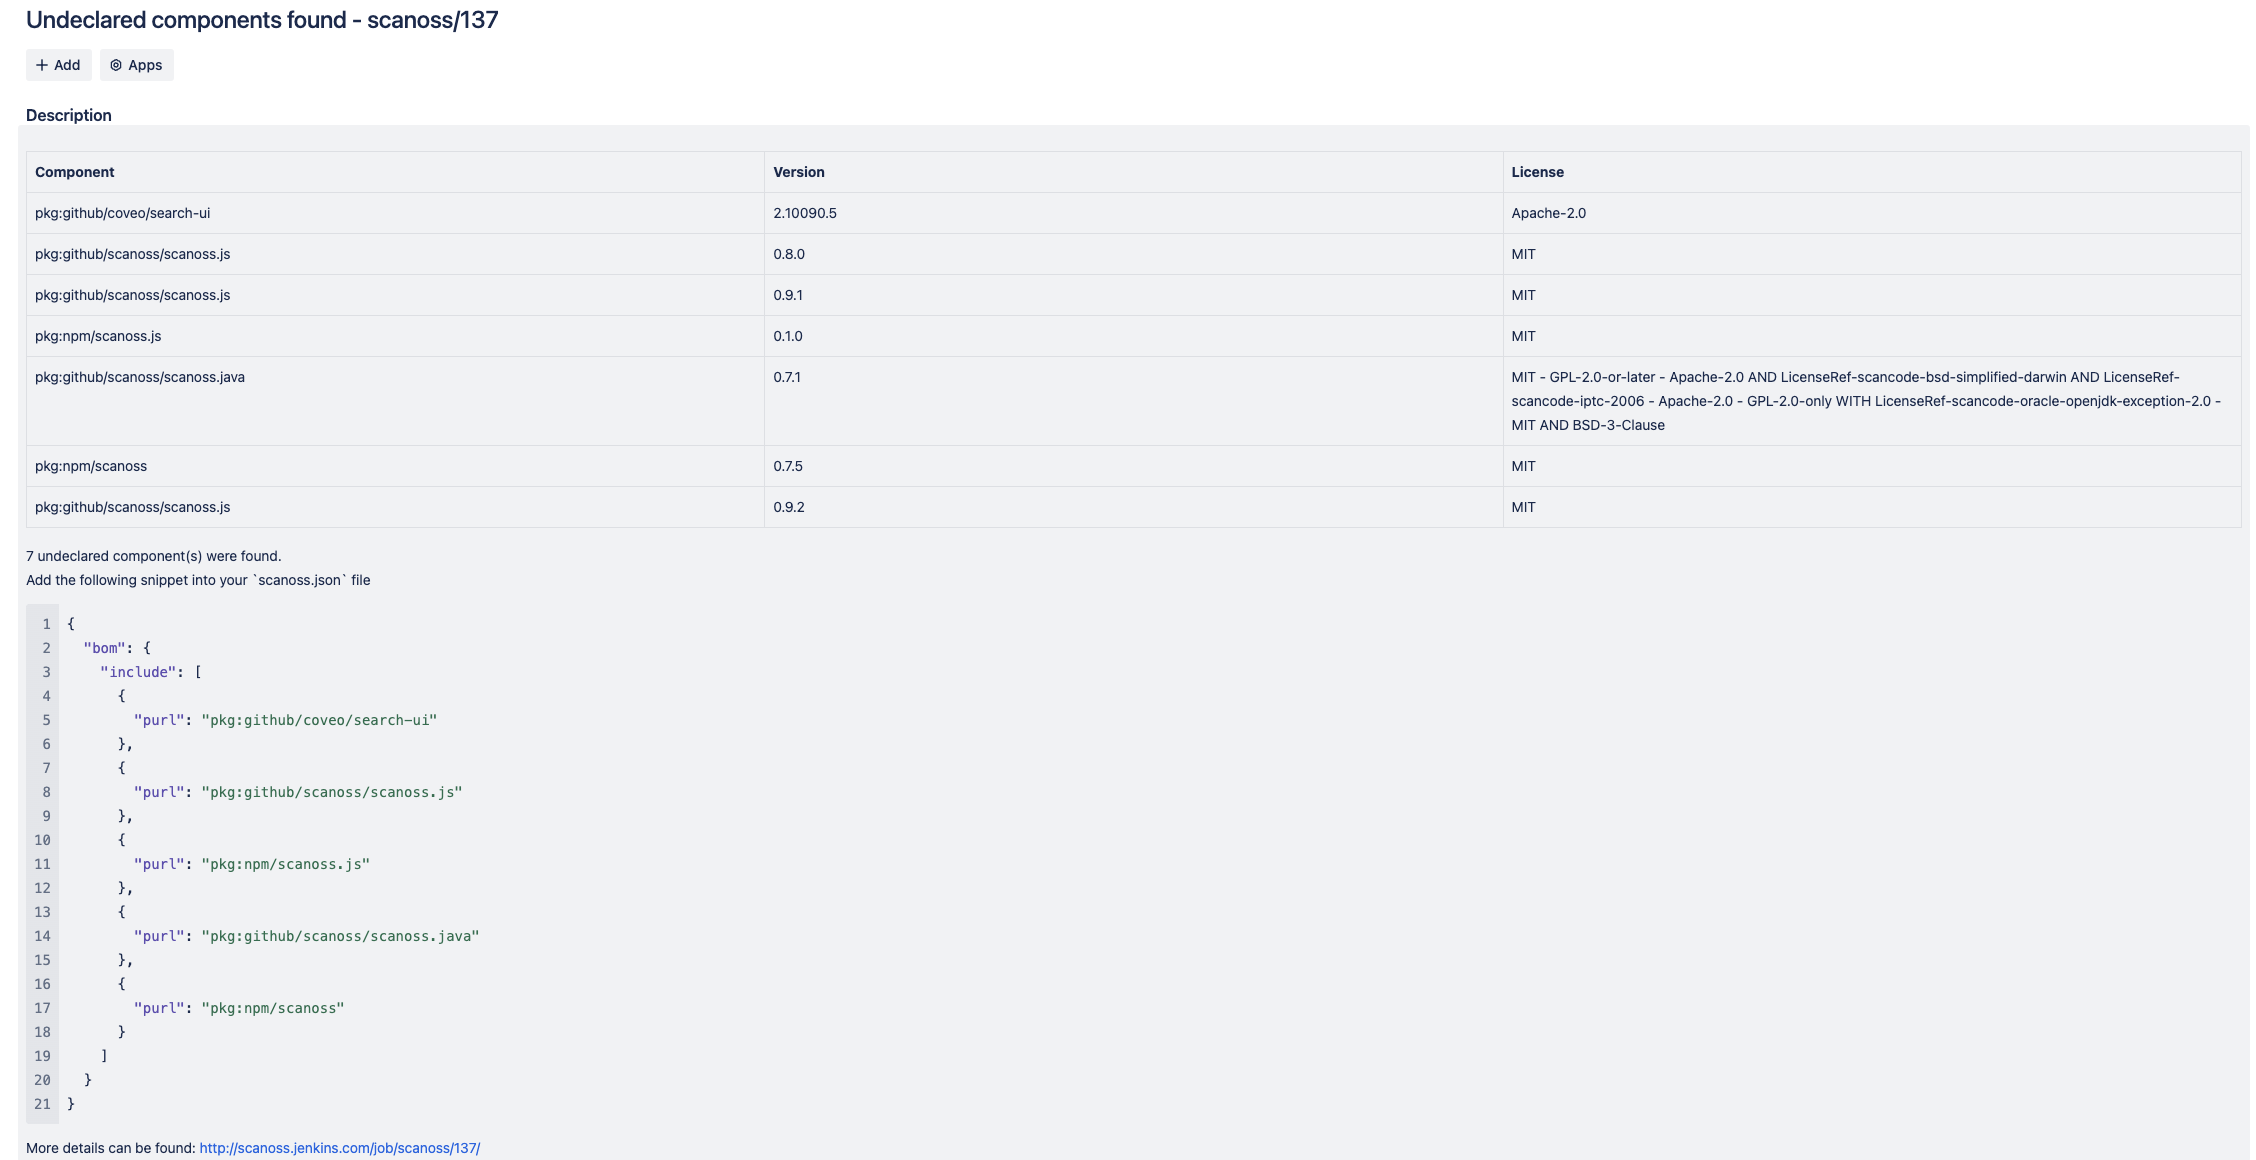 Undeclared components found - scanoss/137
Add
Apps
Description
Component Version License
pkg:github/coveo/search-ui 2.10090.5 Apache-2.0
pkg:github/scanoss/scanoss.js 0.8.0 MIT
pkg:github/scanoss/scanoss.js 0.9.1 MIT
pkg:npm/scanoss.js 0.1.0 MIT
pkg:github/scanoss/scanoss.java 0.7.1 MIT - GPL-2.0-or-later - Apache-2.0 AND LicenseRef-scancode-bsd-simplified-darwin AND LicenseRef-
scancode-iptc-2006 - Apache-2.0 - GPL-2.0-only WITH LicenseRef-scancode-oracle-openjdk-exception-2.0 -
MIT AND BSD-3-Clause
pkg:npm/scanoss 0.7.5 MIT
pkg:github/scanoss/scanoss.js 0.9.2 MIT
7 undeclared component(s) were found.
Add the following snippet into your `scanoss.json` file
1 {
2   "bom": {
3     "include": [
4       {
5         "purl": "pkg:github/coveo/search-ui"
6       },
7       {
8         "purl": "pkg:github/scanoss/scanoss.js"
9       },
10       {
11         "purl": "pkg:npm/scanoss.js"
12       },
13       {
14         "purl": "pkg:github/scanoss/scanoss.java"
15       },
16       {
17         "purl": "pkg:npm/scanoss"
18       }
19     ]
20   }
21 }
More details can be found: http://scanoss.jenkins.com/job/scanoss/137/